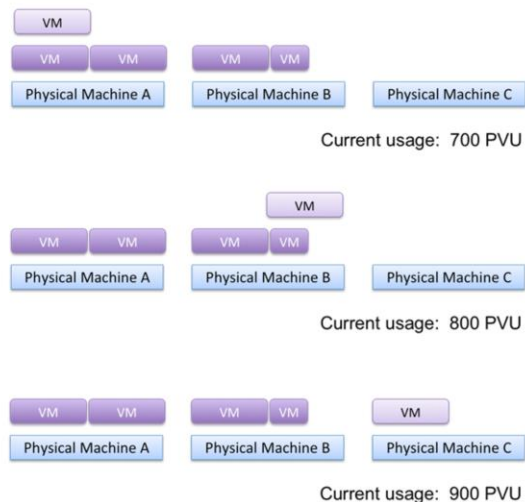 VM
VM VM VM VM
Physical Machine A Physical Machine B Physical Machine C
Current usage: 700 PVU
VM
VM VM VM VM
Physical Machine A Physical Machine B Physical Machine C
Current usage: 800 PVU
VM VM VM VM VM
Physical Machine A Physical Machine B Physical Machine C
Current usage: 900 PVU